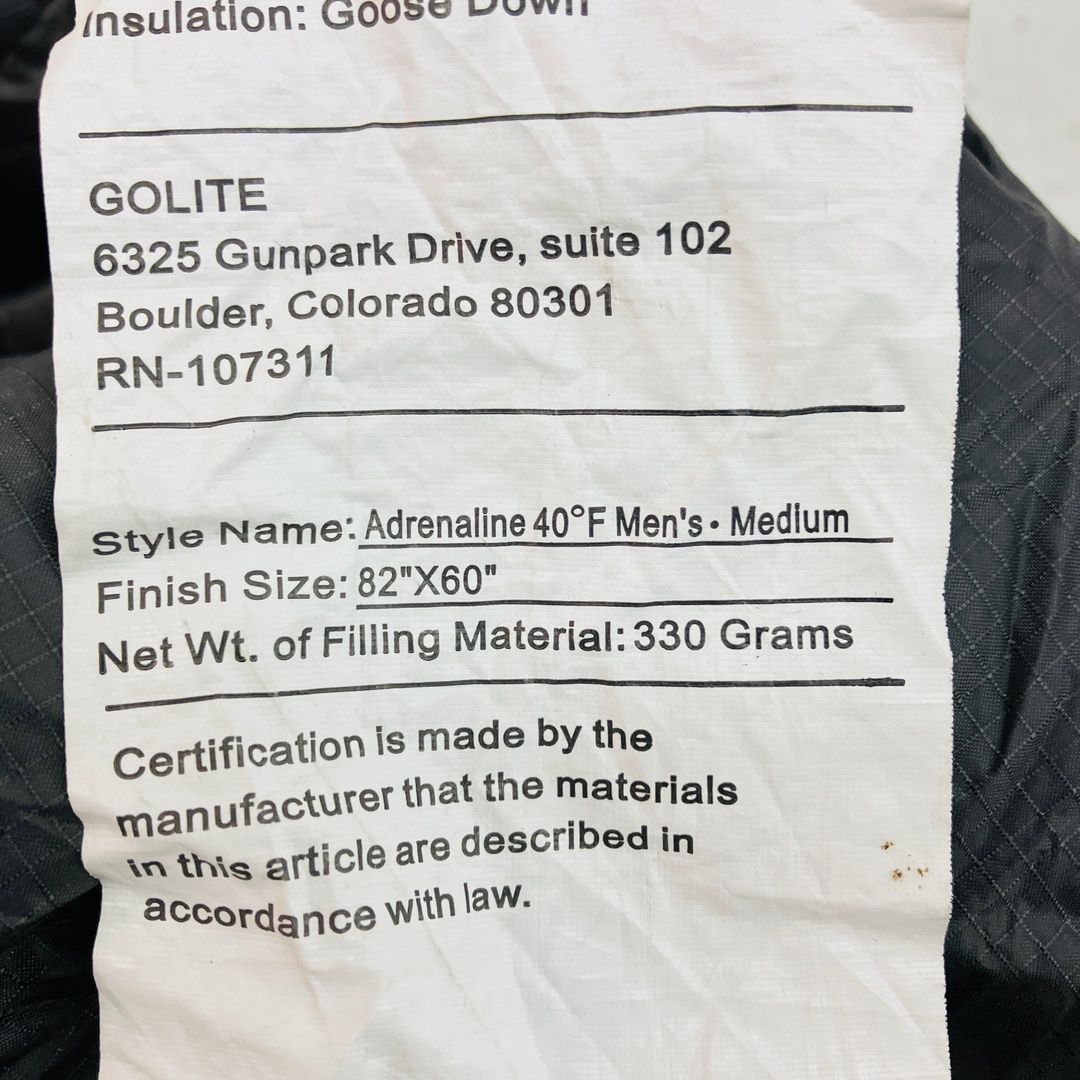 Insulation: Goose Down
GOLITE
6325 Gunpark Drive, suite 102
Boulder, Colorado 80301
RN-107311
Style Name: Adrenaline 40°F Men's • Medium
Finish Size: 82"X60"
Net Wt. of Filling Material: 330 Grams
Certification is made by the
manufacturer that the materials
in this article are described in
accordance with law.